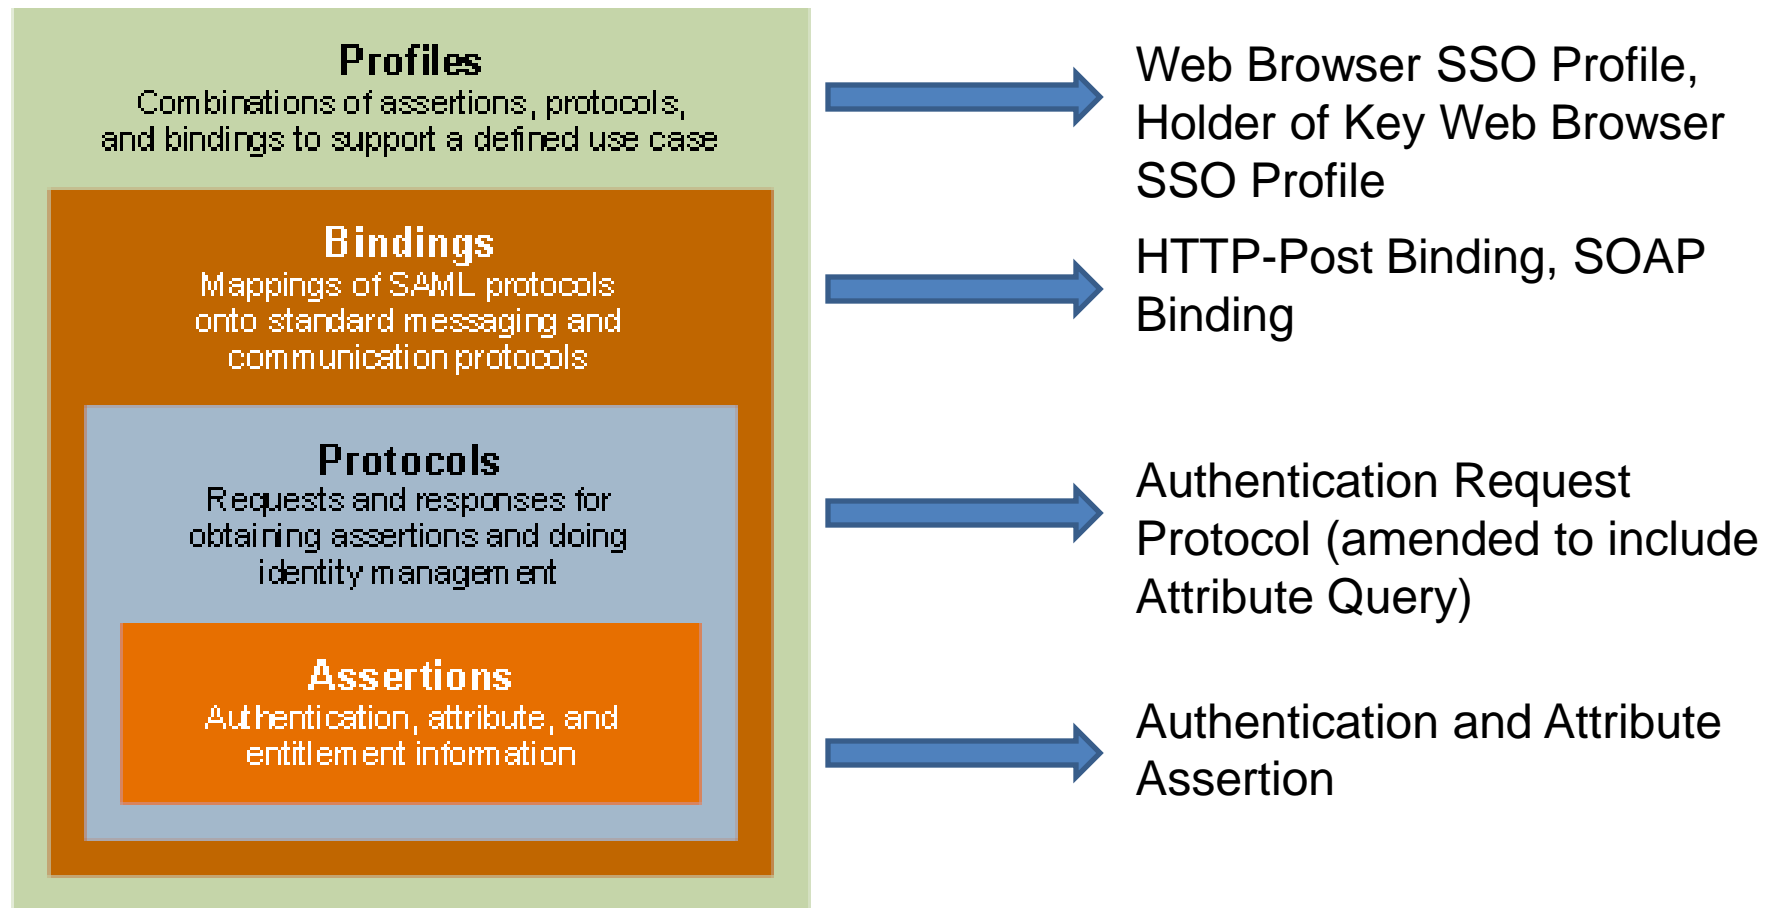 Profiles
Combinations of assertions, protocols,
and bindings to support a defined use case
Web Browser SSO Profile,
Holder of Key Web Browser
SSO Profile
Bindings
Mappings of SAML protocols
onto standard messaging and
communication protocols
HTTP-Post Binding, SOAP
Binding
Protocols
Requests and responses for
obtaining assertions and doing
identity management
Authentication Request
Protocol (amended to include
Attribute Query)
Assertions
Authentication, attribute, and
entitlement information
Authentication and Attribute
Assertion